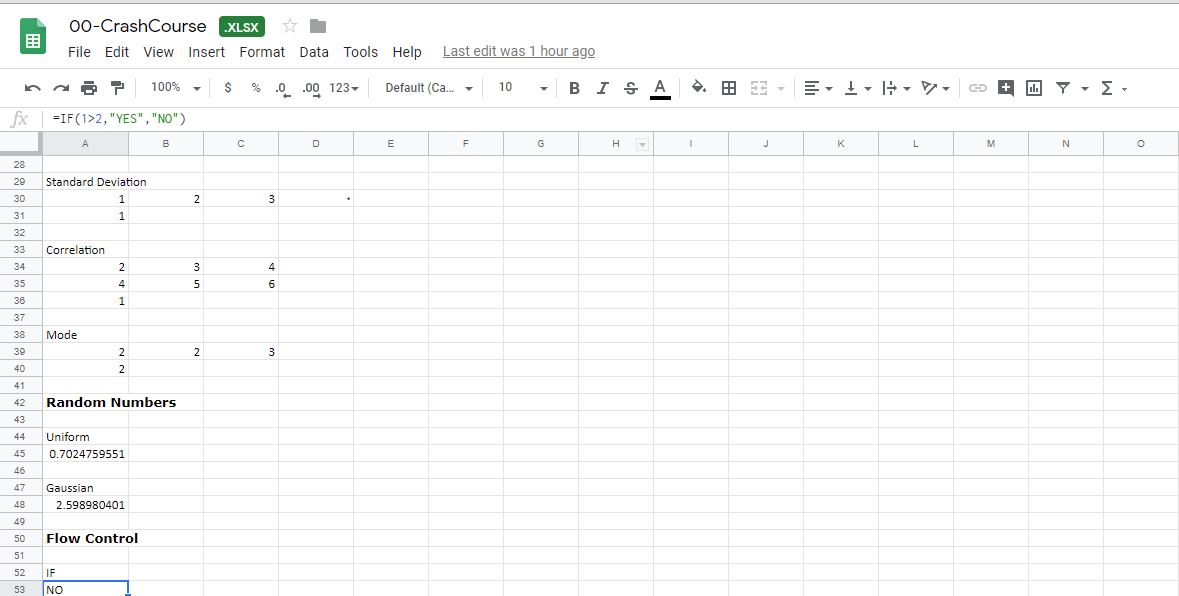 00-CrashCourse .XLSX
File Edit View Insert Format Data Tools Help Last edit was 1 hour ago
100% $ % .0 .00 123 Default (Ca... 10 B I S A Σ
fx =IF(1>2,"YES","NO")
A B C D E F G H I J K L M N O
28
29 Standard Deviation
30 1 2 3
31 1
32
33 Correlation
34 2 3 4
35 4 5 6
36 1
37
38 Mode
39 2 2 3
40 2
41
42 Random Numbers
43
44 Uniform
45 0.7024759551
46
47 Gaussian
48 2.598980401
49
50 Flow Control
51
52 IF
53 NO